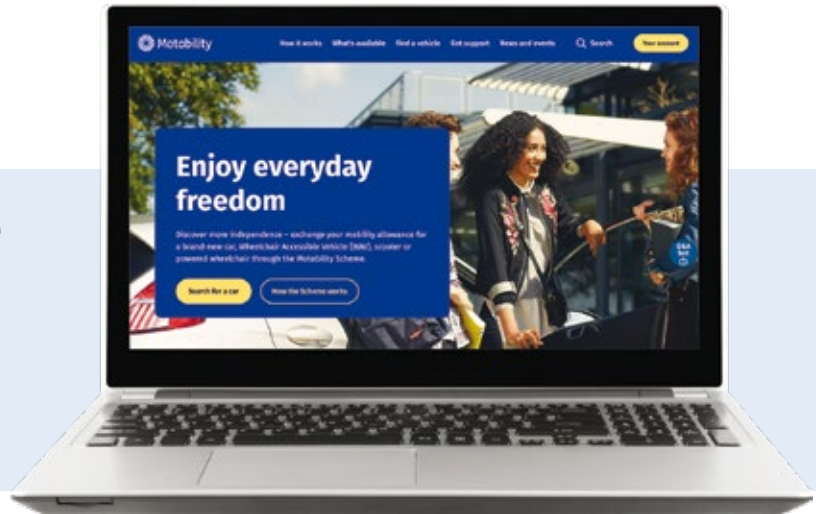 Motability
How it works What's available Find a vehicle Get support News and events Search Your account
Enjoy everyday
freedom
Discover more independence – exchange your mobility allowance for
a brand-new car, Wheelchair Accessible Vehicle (WAV), scooter or
powered wheelchair through the Motability Scheme.
Search for a car How the Scheme works